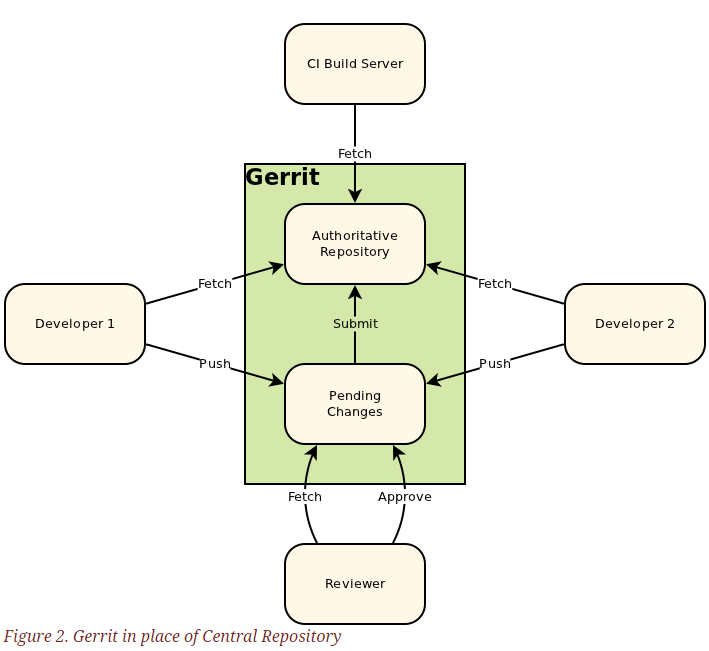 CI Build Server
Fetch
Gerrit
Authoritative
Repository
Fetch
Fetch
Developer 1
Submit
Developer 2
Push
Push
Pending
Changes
Fetch
Approve
Reviewer
Figure 2. Gerrit in place of Central Repository